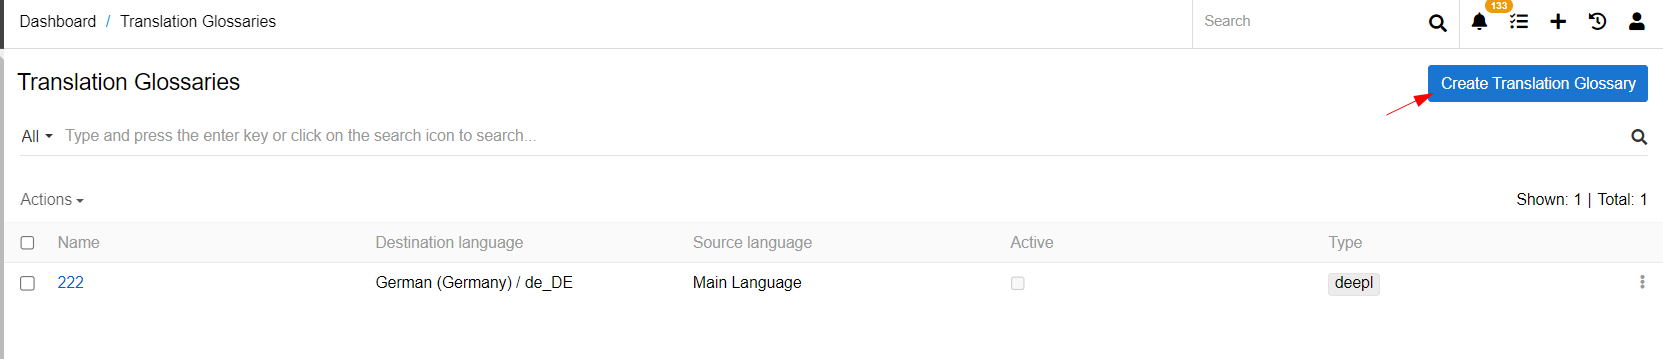 Dashboard / Translation Glossaries
Search
133
Translation Glossaries
Create Translation Glossary
All Type and press the enter key or click on the search icon to search...
Actions
Shown: 1 | Total: 1
Name Destination language Source language Active Type
222 German (Germany) / de_DE Main Language deepl